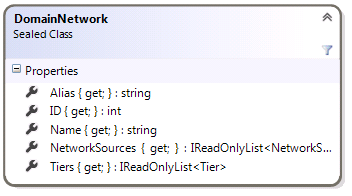 DomainNetwork
Sealed Class
Properties
Alias { get; } : string
ID { get; } : int
Name { get; } : string
NetworkSources { get; } : IReadOnlyList<NetworkS...
Tiers { get; } : IReadOnlyList<Tier>